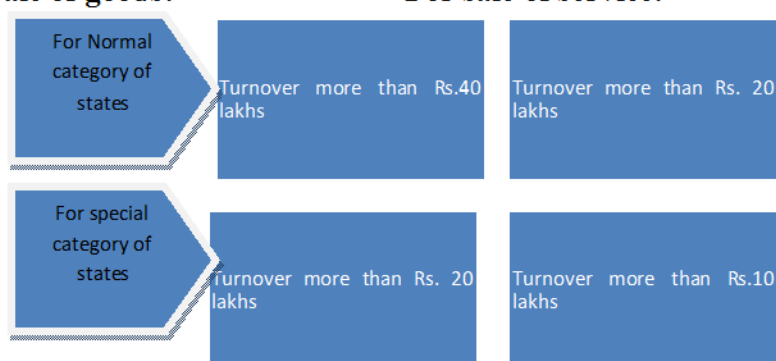 For Normal
category of
states
Turnover more than Rs.40
lakhs
Turnover more than Rs. 20
lakhs
For special
category of
states
Turnover more than Rs. 20
lakhs
Turnover more than Rs.10
lakhs